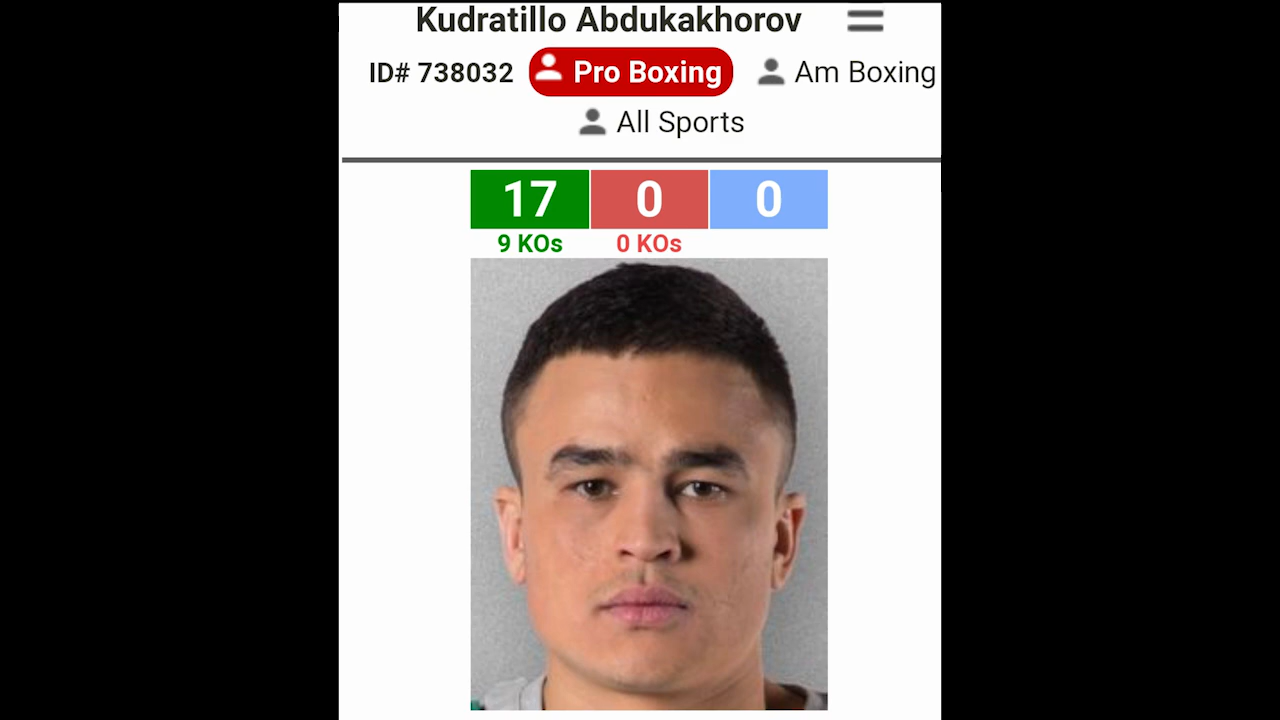 Kudratillo Abdukakhorov
ID# 738032 Pro Boxing Am Boxing
All Sports
17 0 0
9 KOs 0 KOs